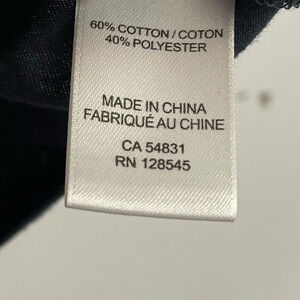 60% COTTON / COTON
40% POLYESTER
MADE IN CHINA
FABRIQUÉ AU CHINE
CA 54831
RN 128545